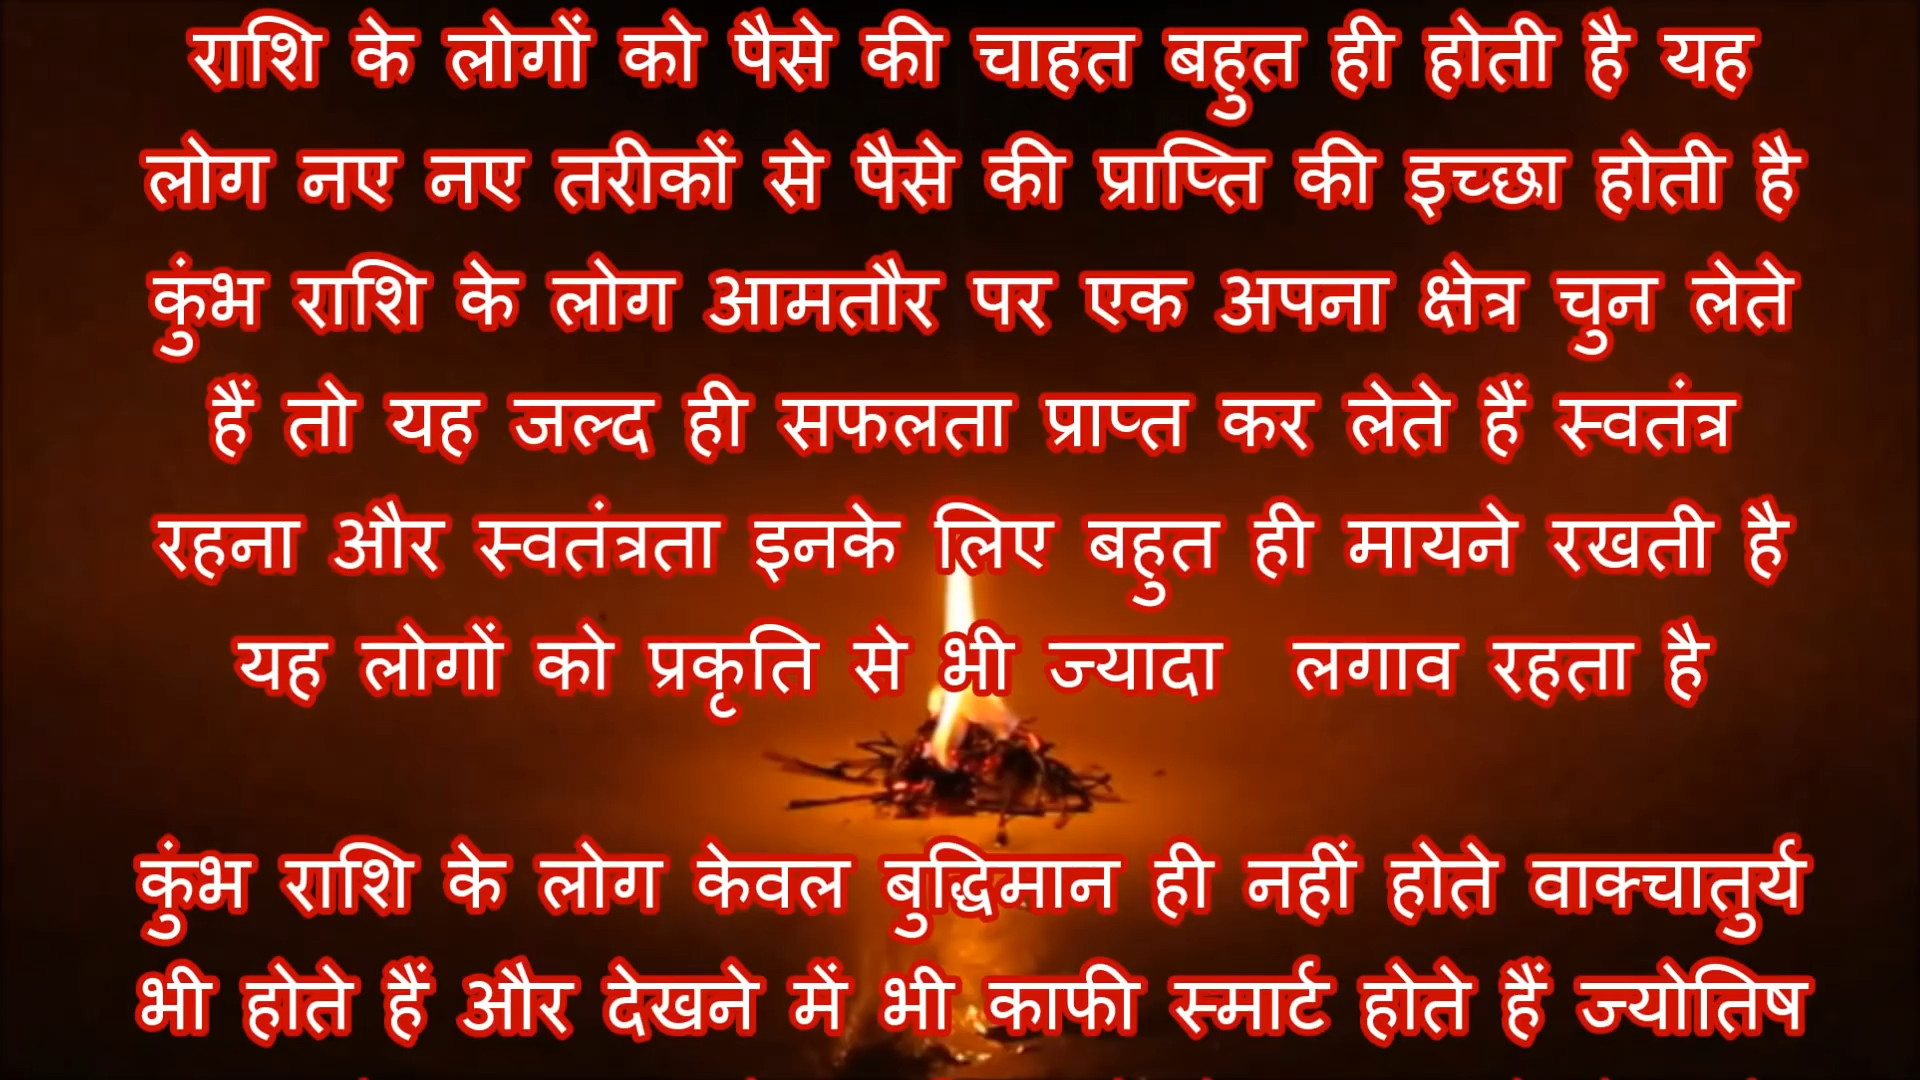 राशि के लोगों को पैसे की चाहत बहुत ही होती है यह
लोग नए नए तरीकों से पैसे की प्राप्ति की इच्छा होती है
कुंभ राशि के लोग आमतौर पर एक अपना क्षेत्र चुन लेते
हैं तो यह जल्द ही सफलता प्राप्त कर लेते हैं स्वतंत्र
रहना और स्वतंत्रता इनके लिए बहुत ही मायने रखती है
यह लोगों को प्रकृति से भी ज्यादा लगाव रहता है
कुंभ राशि के लोग केवल बुद्धिमान ही नहीं होते वाक्चातुर्य
भी होते हैं और देखने में भी काफी स्मार्ट होते हैं ज्योतिष